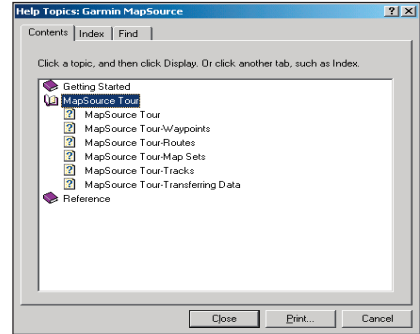 Help Topics: Garmin MapSource
Contents Index Find
Click a topic, and then click Display. Or click another tab, such as Index.
Getting Started
MapSource Tour
MapSource Tour
MapSource Tour-Waypoints
MapSource Tour-Routes
MapSource Tour-Map Sets
MapSource Tour-Tracks
MapSource Tour-Transferring Data
Reference
Close Print... Cancel